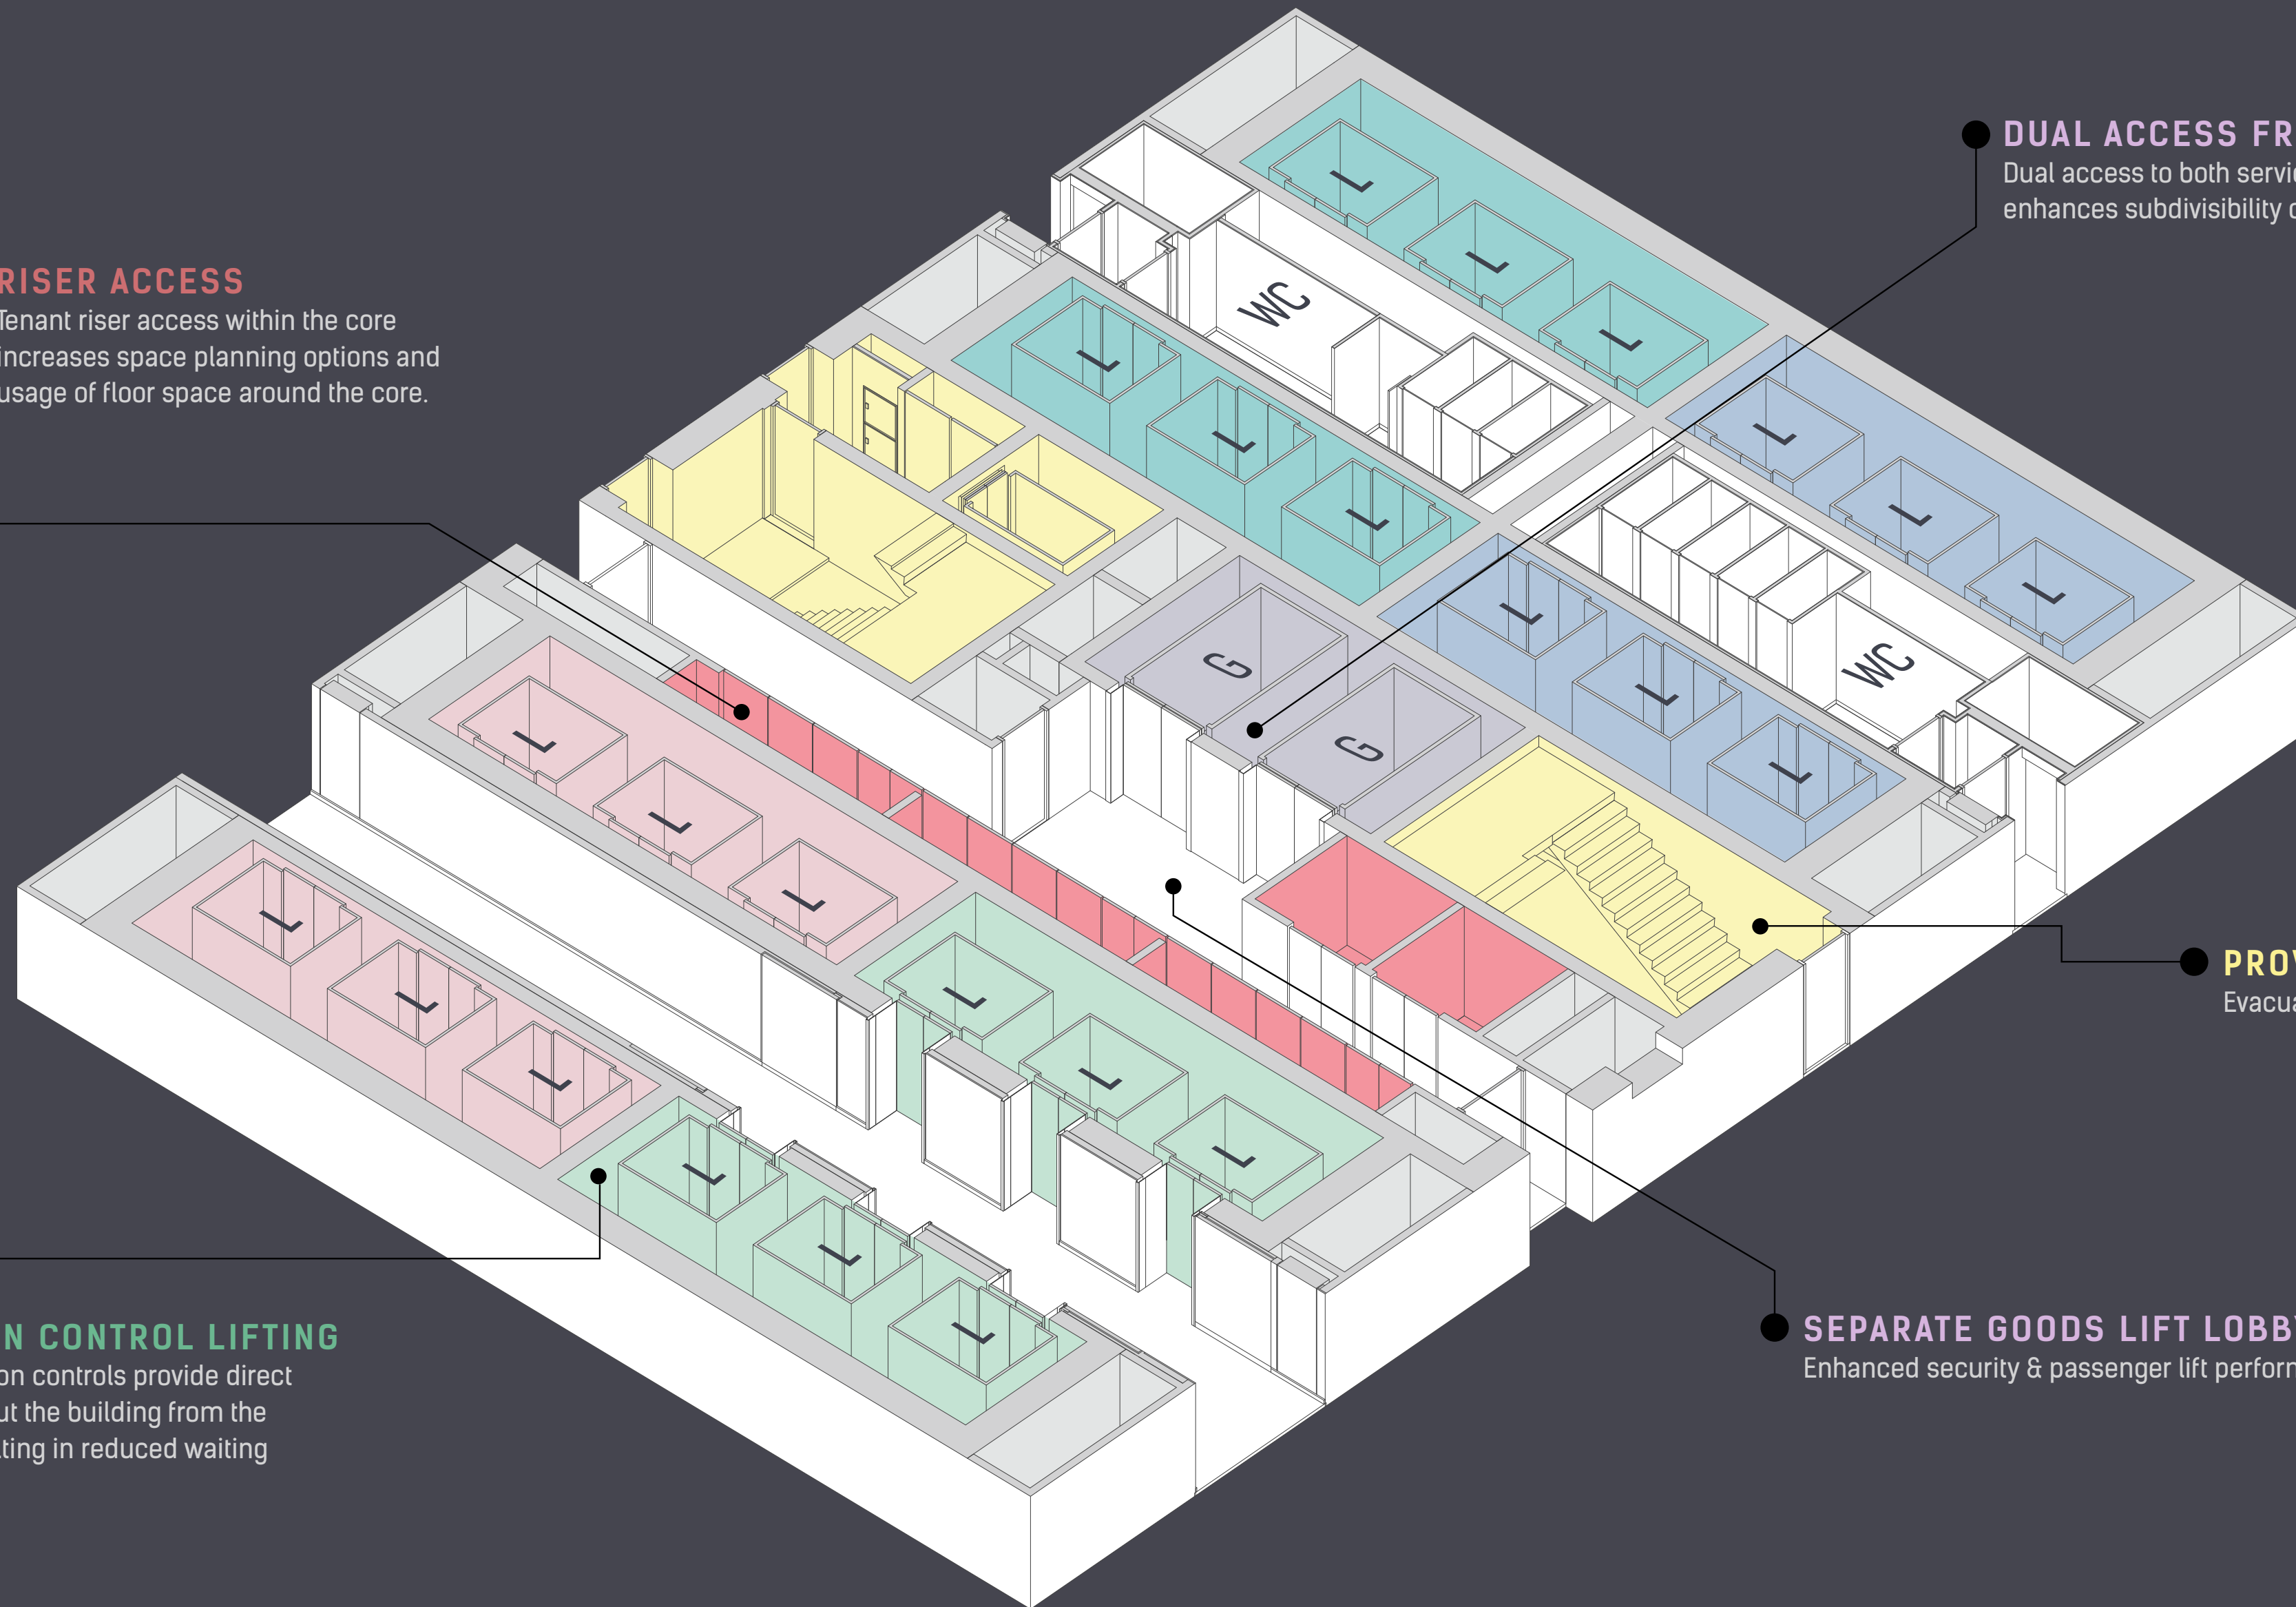 DUAL ACCESS FR
Dual access to both servi
enhances subdivisibility
RISER ACCESS
Tenant riser access within the core
increases space planning options and
usage of floor space around the core.
L
L
L
WC
L
L
L
L
L
L
WC
L
L
L
G
G
L
L
L
L
L
L
L
L
L
L
L
L
PROV
Evacua
N CONTROL LIFTING
on controls provide direct
ut the building from the
ting in reduced waiting
SEPARATE GOODS LIFT LOBBY
Enhanced security & passenger lift perform